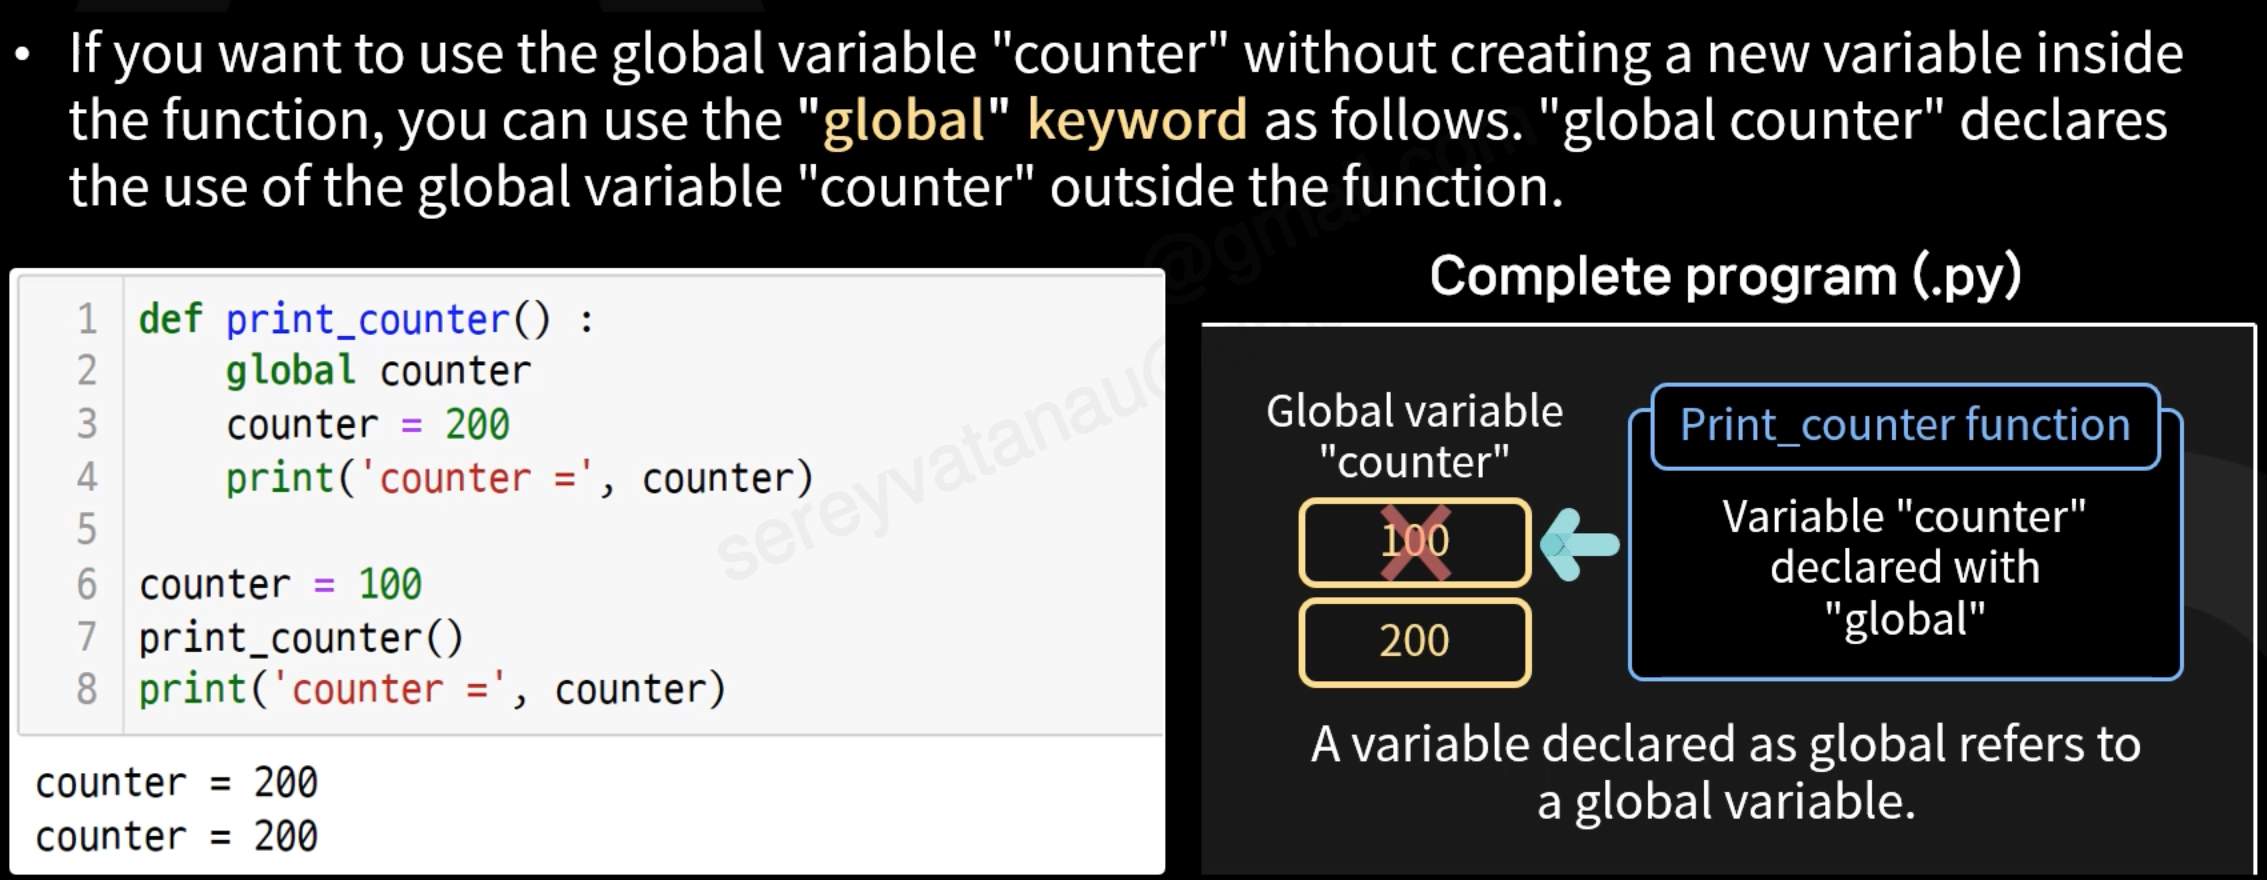 • If you want to use the global variable "counter" without creating a new variable inside
the function, you can use the "global" keyword as follows. "global counter" declares
the use of the global variable "counter" outside the function.
1 def print_counter() :
2     global counter
3     counter = 200
4     print('counter =', counter)
5
6 counter = 100
7 print_counter()
8 print('counter =', counter)
counter = 200
counter = 200
Complete program (.py)
Global variable
"counter"
100
200
Print_counter function
Variable "counter"
declared with
"global"
A variable declared as global refers to
a global variable.
sereyvatanau@gmail.com